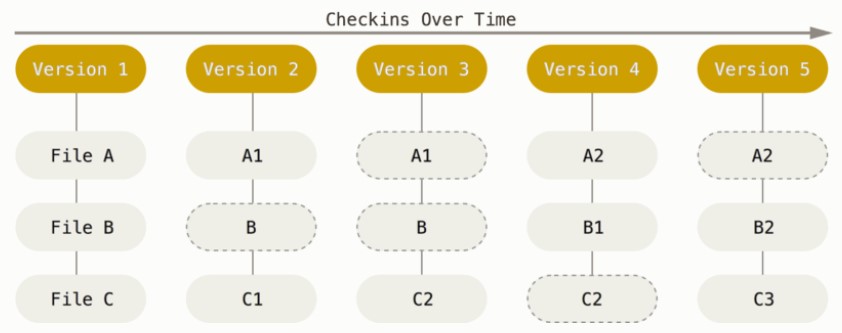 Checkins Over Time
Version 1 Version 2 Version 3 Version 4 Version 5
File A A1 A1 A2 A2
File B B B B1 B2
File C C1 C2 C2 C3